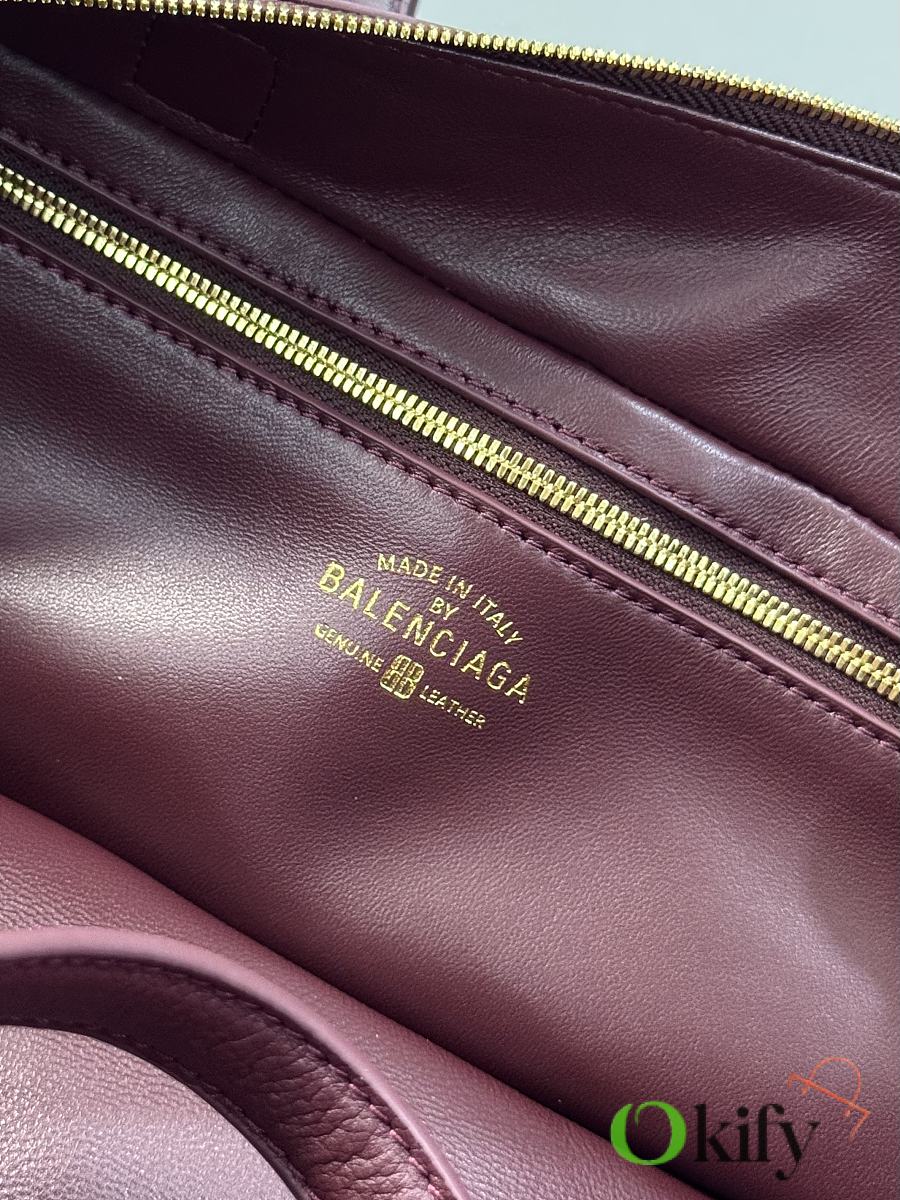 MADE IN ITALY
BY
BALENCIAGA
GENUINE LEATHER
Okify